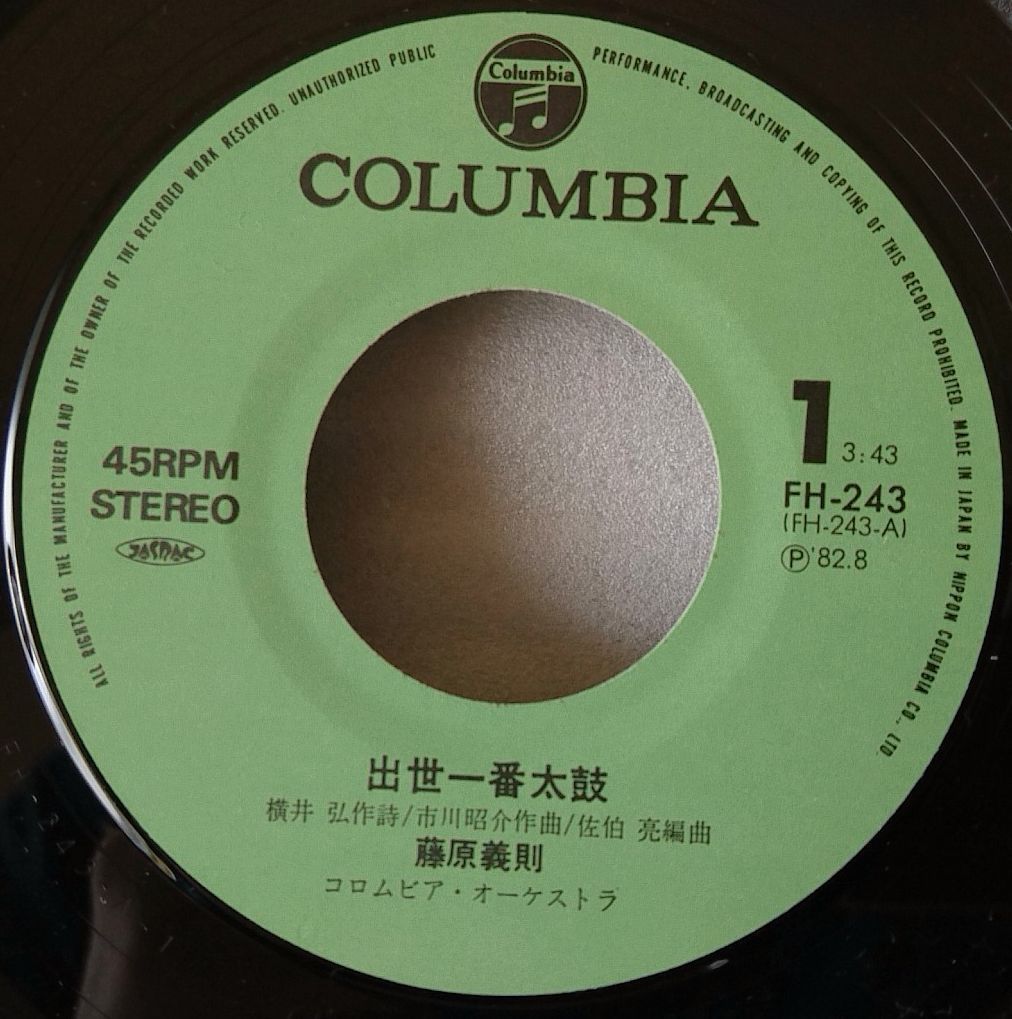 ALL RIGHTS OF THE MANUFACTURER AND OF THE OWNER OF THE RECORDED WORK RESERVED. UNAUTHORIZED PUBLIC PERFORMANCE, BROADCASTING AND COPYING OF THIS RECORD PROHIBITED. MADE IN JAPAN BY NIPPON COLUMBIA CO., LTD.
Columbia
COLUMBIA
45RPM
STEREO
JASRAC
1 3:43
FH-243
(FH-243-A)
Ⓟ'82.8
出世一番太鼓
横井 弘作詩/市川昭介作曲/佐伯 亮編曲
藤原義則
コロムビア・オーケストラ